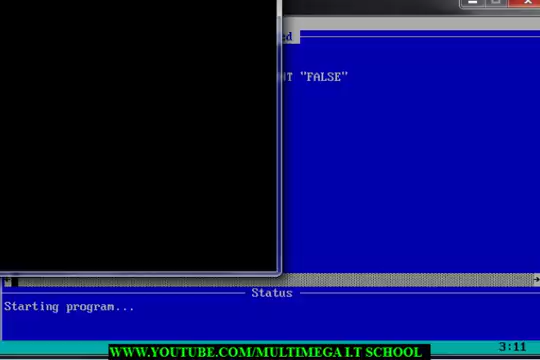 "FALSE"
Status
Starting program...
3:11
WWW.YOUTUBE.COM/MULTIMEGA I.T SCHOOL